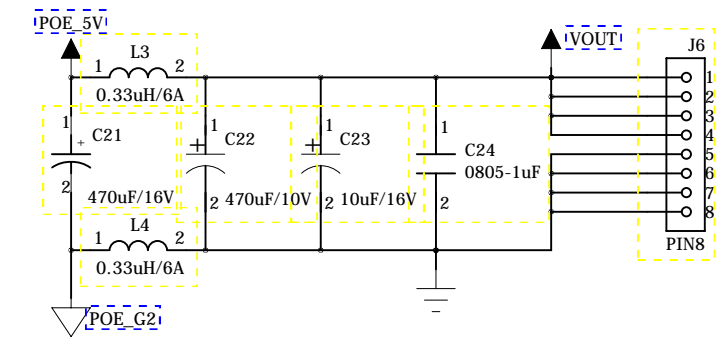 POE_5V
VOUT
L3
J6
1 2
1
0.33uH/6A
2
3
1 1 1 1
4
C21 C22 C23 C24
5
0805-1uF
6
2
7
470uF/16V 2 470uF/10V 2 10uF/16V 2
8
L4
1 2
PIN8
0.33uH/6A
POE_G2